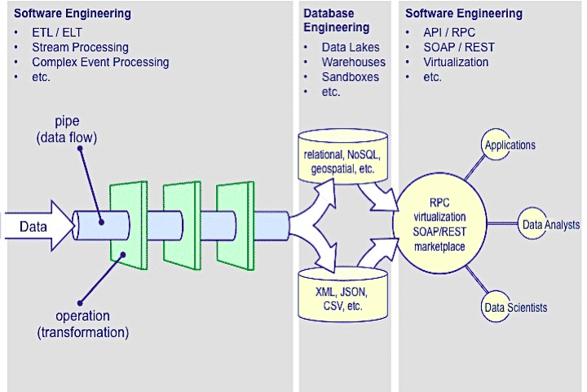 Software Engineering
• ETL / ELT
• Stream Processing
• Complex Event Processing
• etc.
Database
Engineering
• Data Lakes
• Warehouses
• Sandboxes
• etc.
Software Engineering
• API / RPC
• SOAP / REST
• Virtualization
• etc.
pipe
(data flow)
Data
operation
(transformation)
relational, NoSQL,
geospatial, etc.
XML, JSON,
CSV, etc.
RPC
virtualization
SOAP/REST
marketplace
Applications
Data Analysts
Data Scientists